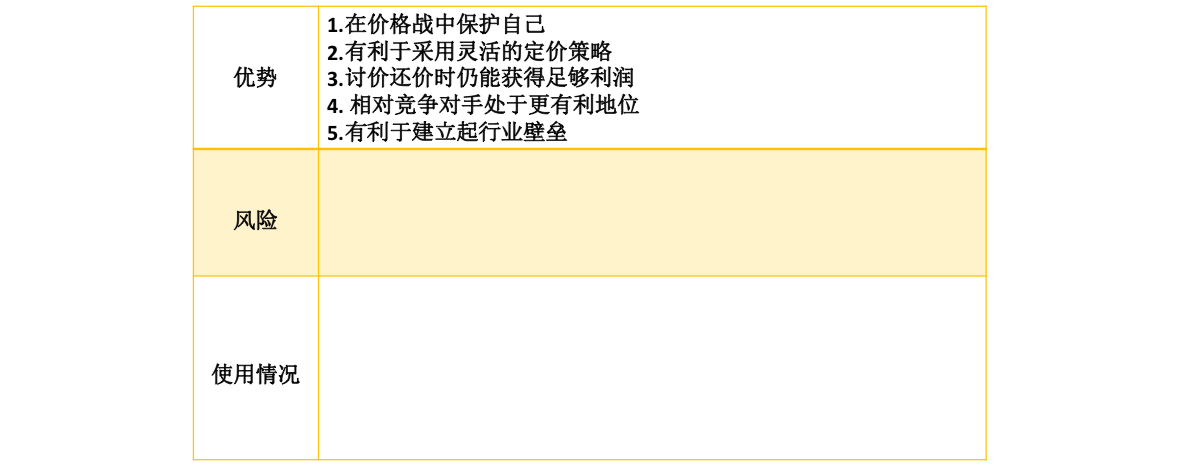 优势
1.在价格战中保护自己
2.有利于采用灵活的定价策略
3.讨价还价时仍能获得足够利润
4. 相对竞争对手处于更有利地位
5.有利于建立起行业壁垒
风险
使用情况